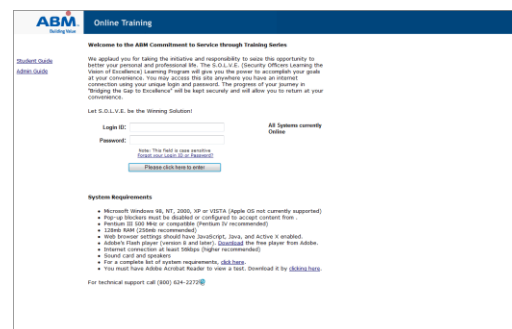 ABM
Building Value
Online Training
Welcome to the ABM Commitment to Service through Training Series
Student Guide
Admin Guide
We applaud you for taking the initiative and responsibility to seize this opportunity to
better your personal and professional life. The S.O.L.V.E. (Security Officers Learning the
Vision of Excellence) Learning Program will give you the power to accomplish your goals
at your convenience. You may access this site anywhere you have an internet
connection using your unique login and password. The progress of your journey in
"Bridging the Gap to Excellence" will be kept securely and will allow you to return at your
convenience.
Let S.O.L.V.E. be the Winning Solution!
Login ID:
All Systems currently
Online
Password:
Note: This field is case sensitive
Forgot your Login ID or Password?
Please click here to enter
System Requirements
• Microsoft Windows 98, NT, 2000, XP or VISTA (Apple OS not currently supported)
• Pop-up blockers must be disabled or configured to accept content from .
• Pentium III 500 MHz or compatible (Pentium IV recommended)
• 128mb RAM (256mb recommended)
• Web browser settings should have JavaScript, Java, and Active X enabled.
• Adobe's Flash player (version 8 and later). Download the free player from Adobe.
• Internet connection at least 56kbps (higher recommended)
• Sound card and speakers
• For a complete list of system requirements, click here.
• You must have Adobe Acrobat Reader to view a test. Download it by clicking here.
For technical support call (800) 624-2272